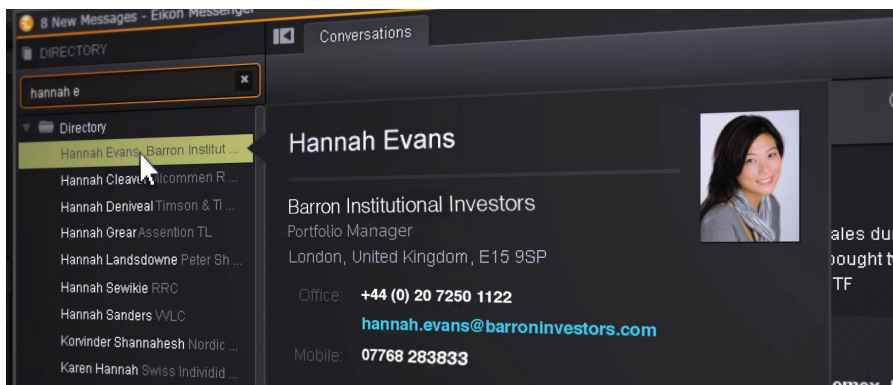 8 New Messages - Eikon Messenger
DIRECTORY
Conversations
hannah e
Directory
Hannah Evans, Barron Institut ...
Hannah Cleaver R ...
Hannah Deniveal Timson & Ti ...
Hannah Grear Assention TL
Hannah Landsdowne Peter Sh ...
Hannah Sewikie RRC
Hannah Sanders WLC
Korvinder Shannahesh Nordic ...
Karen Hannah Swiss Individid ...
Hannah Evans
Barron Institutional Investors
Portfolio Manager
London, United Kingdom, E15 9SP
Office: +44 (0) 20 7250 1122
hannah.evans@barroninvestors.com
Mobile: 07768 283833
ales du
bought t
TF